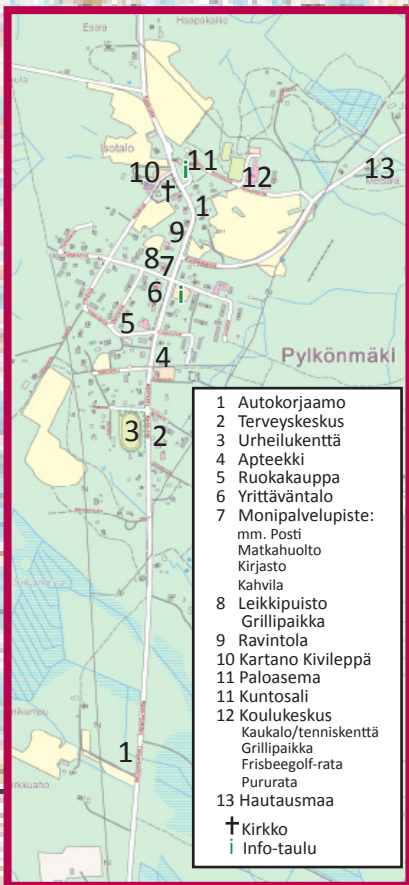 Esala
Haapakallio
Isotalo
11
10
†
i
12
13
1
9
8
7
6
i
5
4
Pylkönmäki
3
2
1
1 Autokorjaamo
2 Terveyskeskus
3 Urheilukenttä
4 Apteekki
5 Ruokakauppa
6 Yrittäväntalo
7 Monipalvelupiste:
mm. Posti
Matkahuolto
Kirjasto
Kahvila
8 Leikkipuisto
Grillipaikka
9 Ravintola
10 Kartano Kivileppä
11 Paloasema
11 Kuntosali
12 Koulukeskus
Kaukalo/tenniskenttä
Grillipaikka
Frisbeegolf-rata
Pururata
13 Hautausmaa
† Kirkko
i Info-taulu